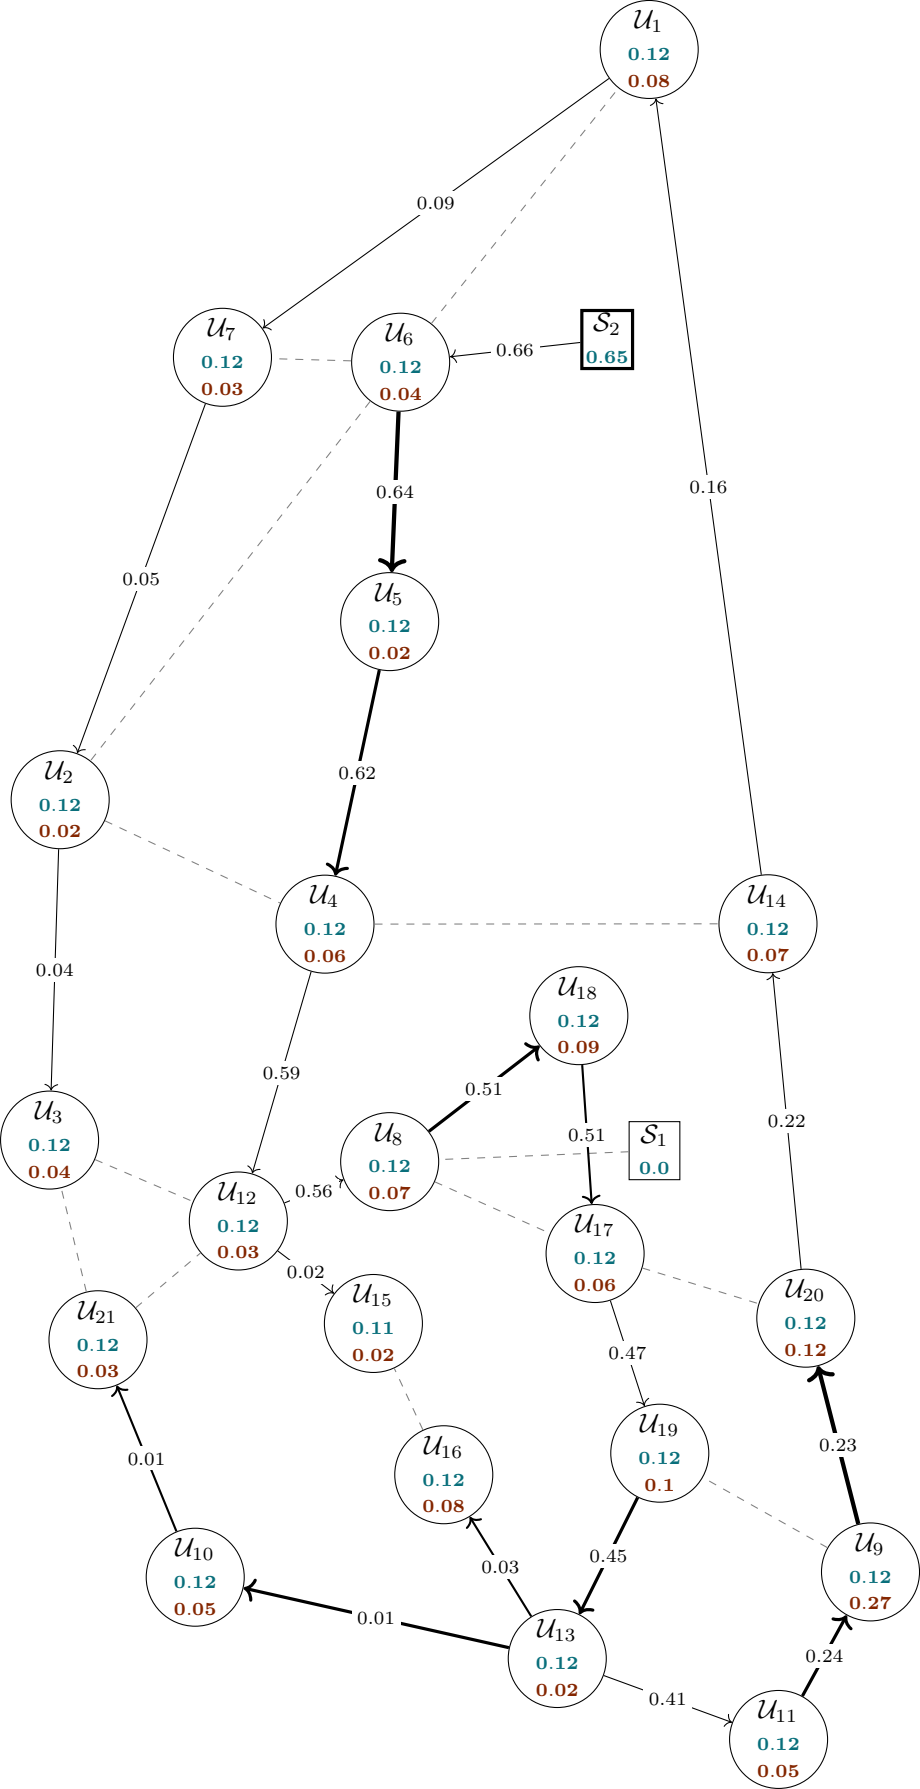 𝒰₁
0.12
0.08
0.09
𝒰₇
0.12
0.03
𝒰₆
0.12
0.04
0.66
𝒮₂
0.65
0.64
0.16
0.05
𝒰₅
0.12
0.02
𝒰₂
0.12
0.02
0.62
𝒰₄
0.12
0.06
𝒰₁₄
0.12
0.07
0.04
𝒰₁₈
0.12
0.09
0.59
0.51
0.22
𝒰₃
0.12
0.04
𝒰₈
0.12
0.07
0.51
𝒮₁
0.0
𝒰₁₂
0.12
0.03
0.56
𝒰₁₇
0.12
0.06
0.02
𝒰₂₁
0.12
0.03
𝒰₁₅
0.11
0.02
𝒰₂₀
0.12
0.12
0.47
0.01
𝒰₁₆
0.12
0.08
𝒰₁₉
0.12
0.1
0.23
𝒰₁₀
0.12
0.05
0.03
0.45
𝒰₉
0.12
0.27
0.01
𝒰₁₃
0.12
0.02
0.24
0.41
𝒰₁₁
0.12
0.05